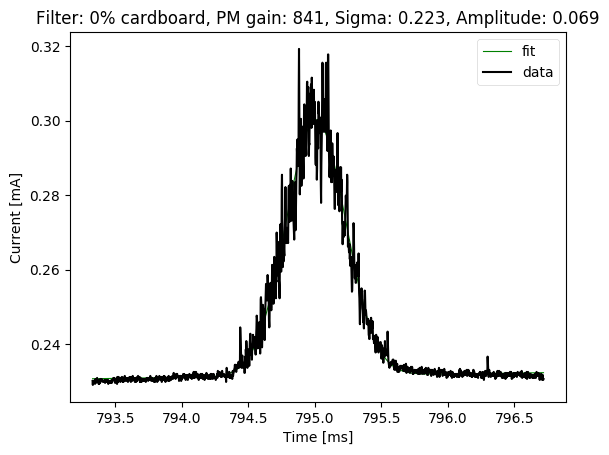 Filter: 0% cardboard, PM gain: 841, Sigma: 0.223, Amplitude: 0.069
fit
data
0.32
0.30
0.28
0.26
0.24
Current [mA]
793.5 794.0 794.5 795.0 795.5 796.0 796.5
Time [ms]